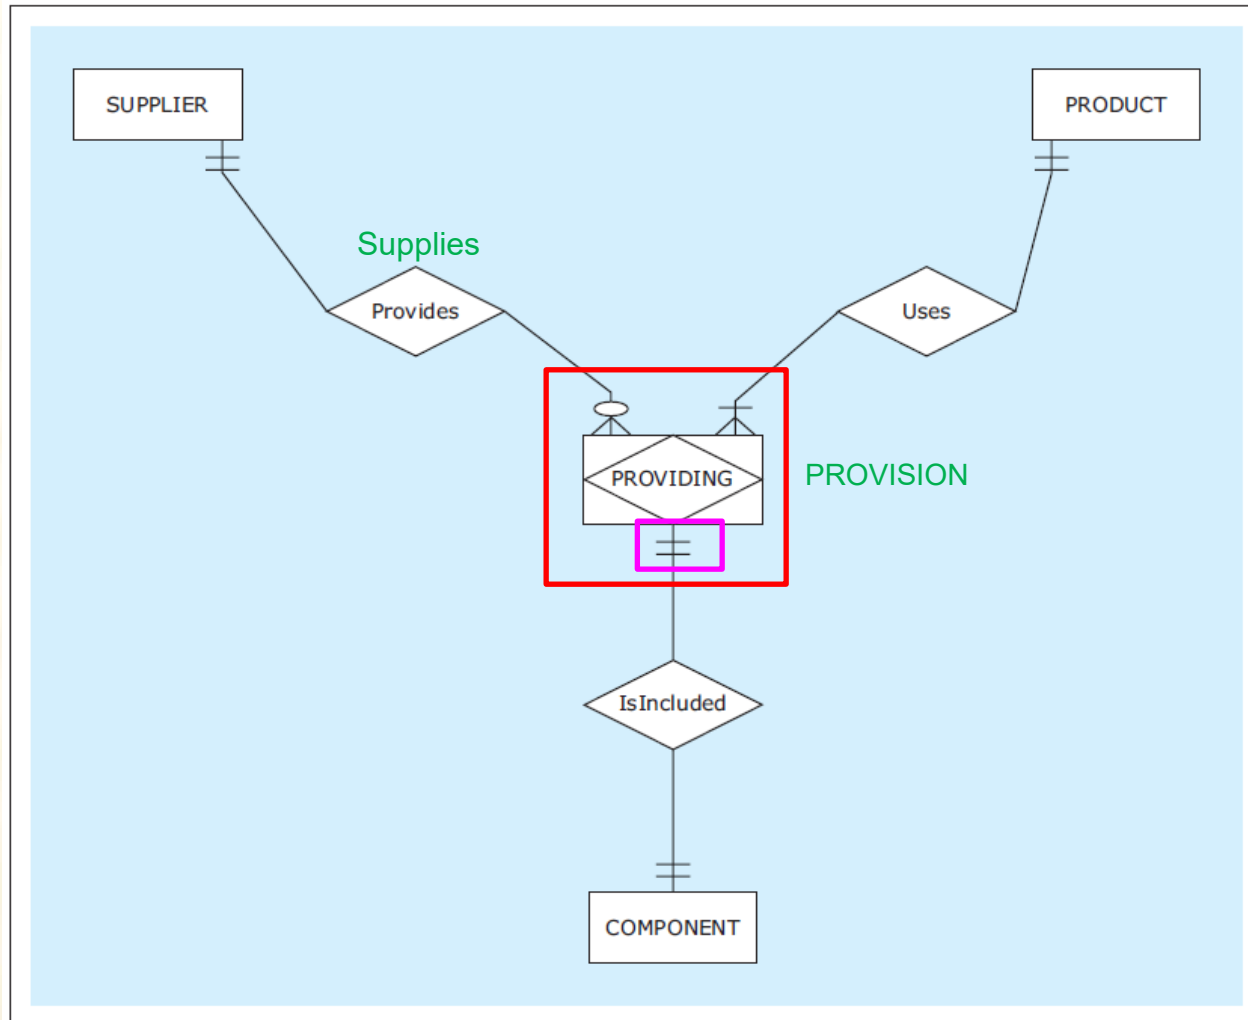 SUPPLIER
PRODUCT
Supplies
Provides
Uses
PROVIDING
PROVISION
IsIncluded
COMPONENT